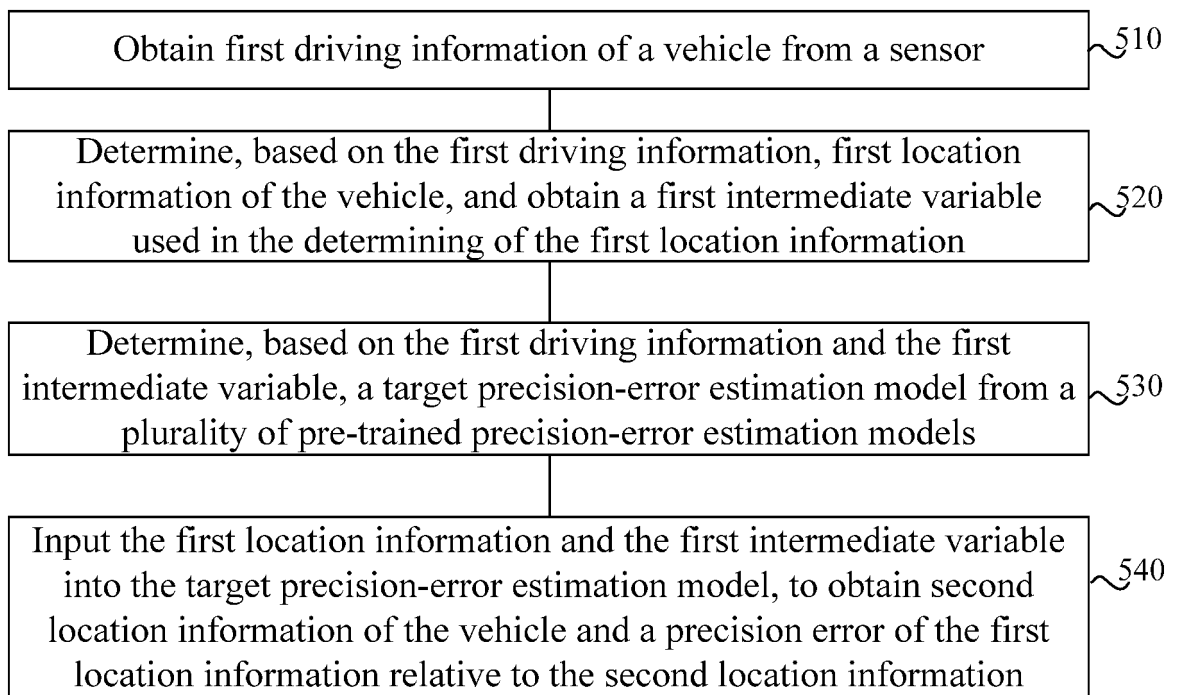 Obtain first driving information of a vehicle from a sensor
510
Determine, based on the first driving information, first location
information of the vehicle, and obtain a first intermediate variable
used in the determining of the first location information
520
Determine, based on the first driving information and the first
intermediate variable, a target precision-error estimation model from a
plurality of pre-trained precision-error estimation models
530
Input the first location information and the first intermediate variable
into the target precision-error estimation model, to obtain second
location information of the vehicle and a precision error of the first
location information relative to the second location information
540